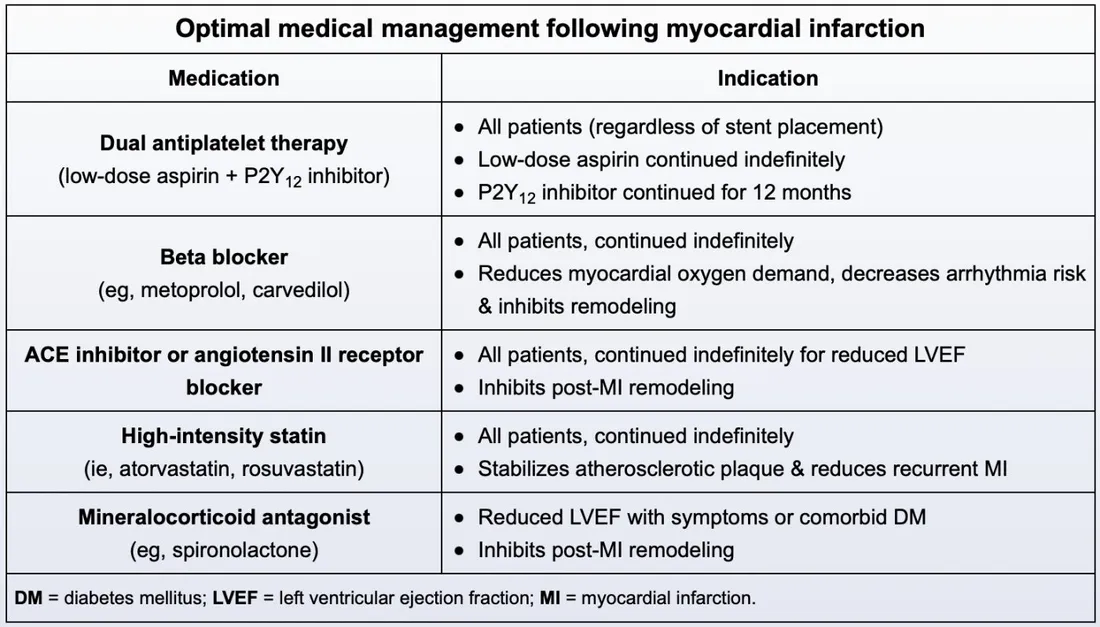 Optimal medical management following myocardial infarction
Medication
Indication
Dual antiplatelet therapy
(low-dose aspirin + P2Y12 inhibitor)
• All patients (regardless of stent placement)
• Low-dose aspirin continued indefinitely
• P2Y12 inhibitor continued for 12 months
Beta blocker
(eg, metoprolol, carvedilol)
• All patients, continued indefinitely
• Reduces myocardial oxygen demand, decreases arrhythmia risk
& inhibits remodeling
ACE inhibitor or angiotensin II receptor
blocker
• All patients, continued indefinitely for reduced LVEF
• Inhibits post-MI remodeling
High-intensity statin
(ie, atorvastatin, rosuvastatin)
• All patients, continued indefinitely
• Stabilizes atherosclerotic plaque & reduces recurrent MI
Mineralocorticoid antagonist
(eg, spironolactone)
• Reduced LVEF with symptoms or comorbid DM
• Inhibits post-MI remodeling
DM = diabetes mellitus; LVEF = left ventricular ejection fraction; MI = myocardial infarction.